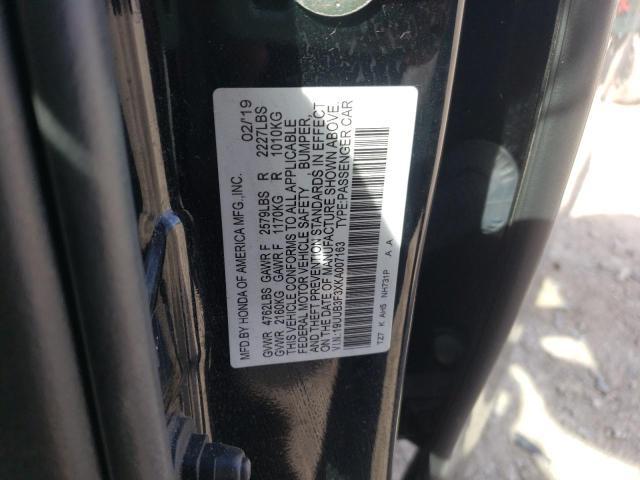 MFD.BY HONDA OF AMERICA MFG.,INC. 02/19
GVWR 4762LBS GAWR F 2579LBS R 2227LBS
GVWR 2160KG GAWR F 1170KG R 1010KG
THIS VEHICLE CONFORMS TO ALL APPLICABLE
FEDERAL MOTOR VEHICLE SAFETY , BUMPER,
AND THEFT PREVENTION STANDARDS IN EFFECT
ON THE DATE OF MANUFACTURE SHOWN ABOVE.
V.I.N.:19UUB3F3XKA007163 TYPE:PASSENGER CAR
TZ7 K AH5 NH731P A A